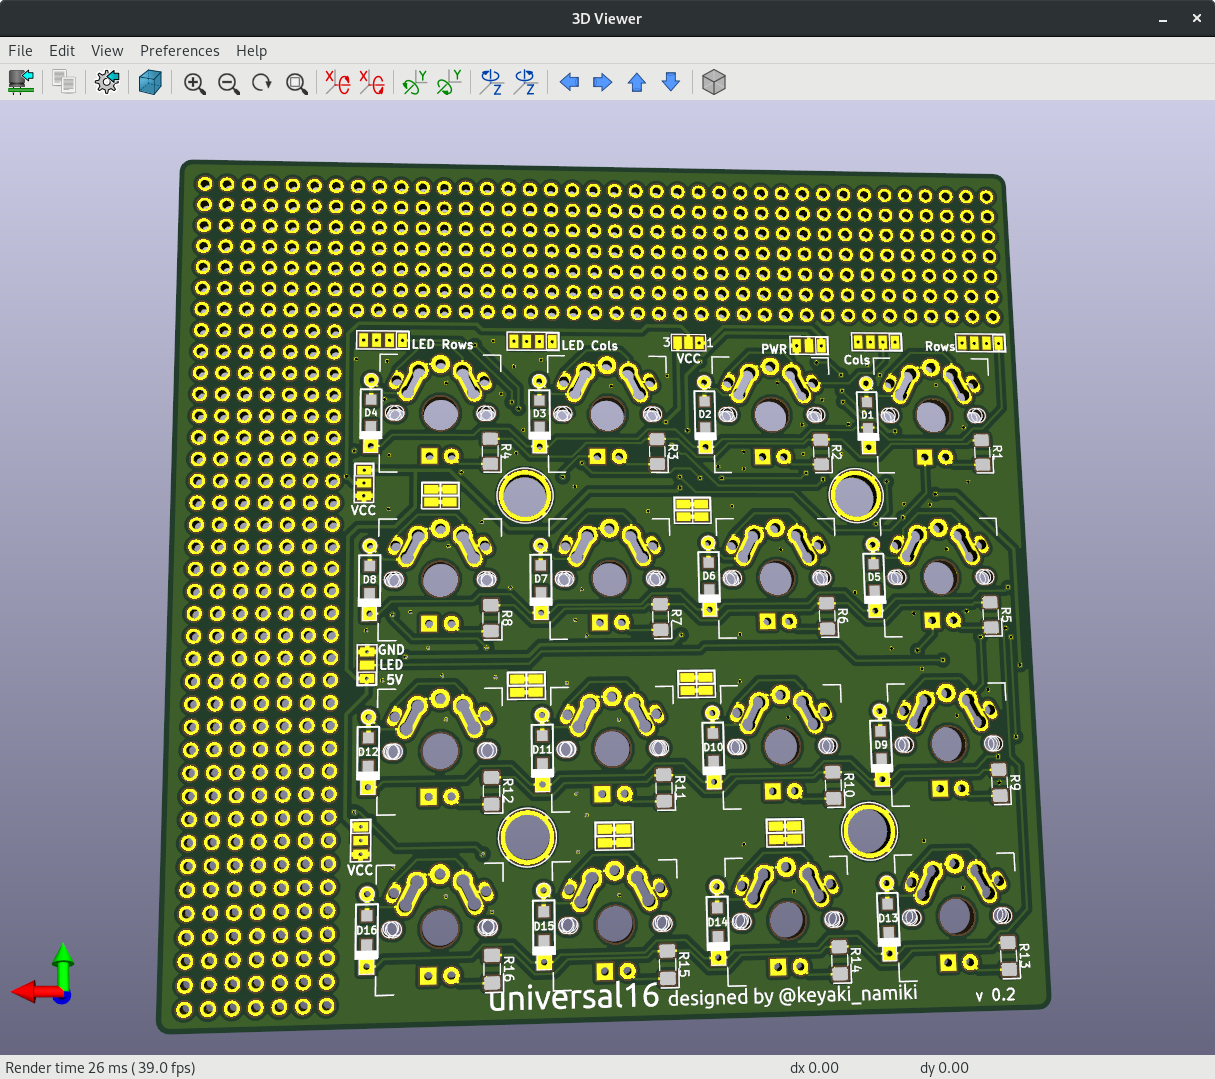 3D Viewer
File Edit View Preferences Help
X X Y Y Z Z
LED Rows LED Cols 3 1 VCC PWR Cols Rows
D4 D3 D2 D1
R4 R3 R2 R1
VCC
D8 D7 D6 D5
R8 R7 R6 R5
GND
LED
5V
D12 D11 D10 D9
R12 R11 R10 R9
VCC
D16 D15 D14 D13
R16 R15 R14 R13
universal16 designed by @keyaki_namiki v 0.2
Render time 26 ms ( 39.0 fps) dx 0.00 dy 0.00